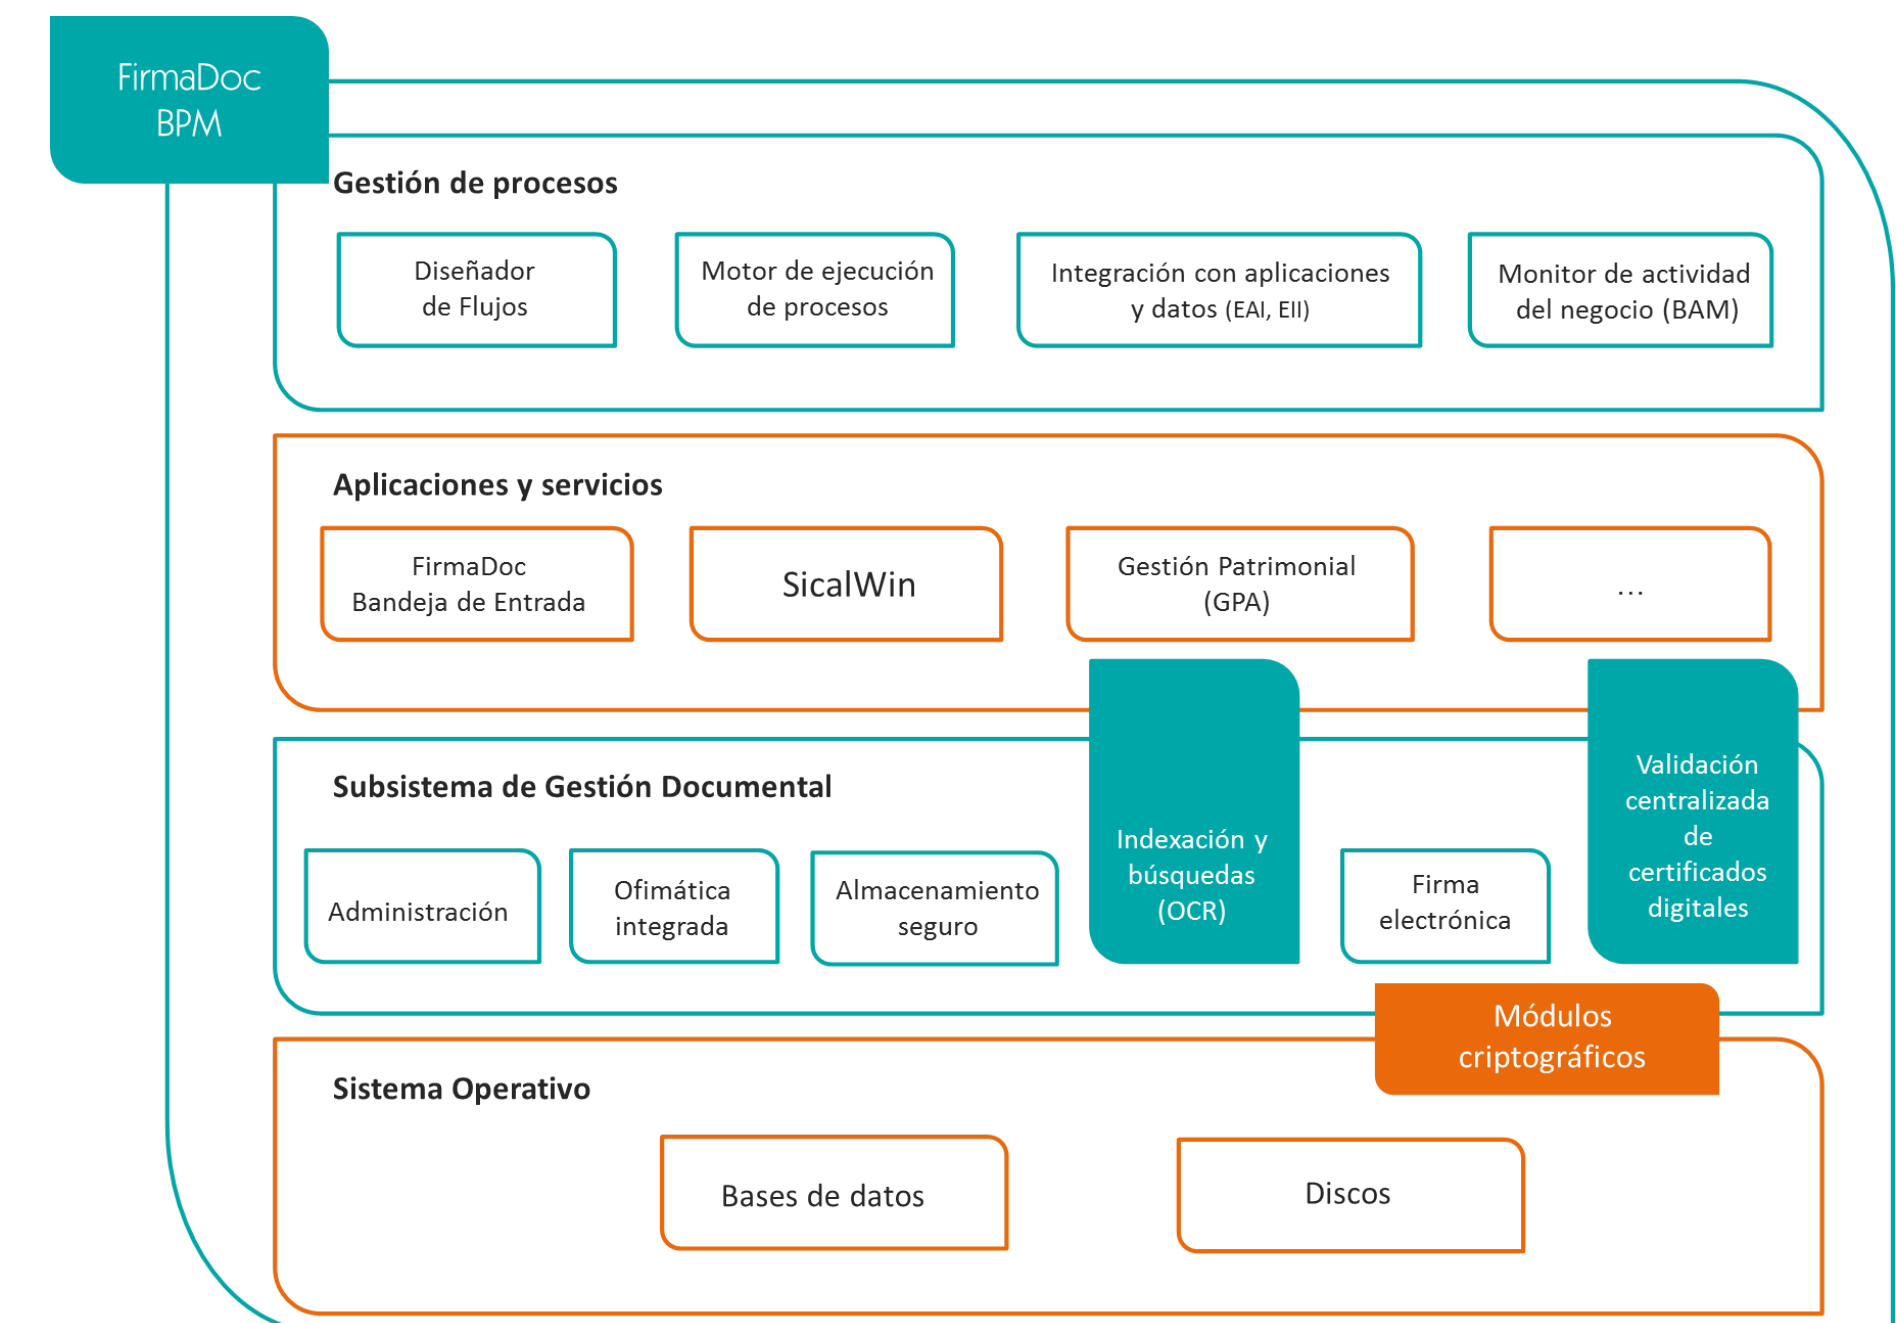 FirmaDoc
BPM
Gestión de procesos
Diseñador
de Flujos
Motor de ejecución
de procesos
Integración con aplicaciones
y datos (EAI, EII)
Monitor de actividad
del negocio (BAM)
Aplicaciones y servicios
FirmaDoc
Bandeja de Entrada
SicalWin
Gestión Patrimonial
(GPA)
...
Subsistema de Gestión Documental
Administración
Ofimática
integrada
Almacenamiento
seguro
Indexación y
búsquedas
(OCR)
Firma
electrónica
Validación
centralizada
de
certificados
digitales
Módulos
criptográficos
Sistema Operativo
Bases de datos
Discos